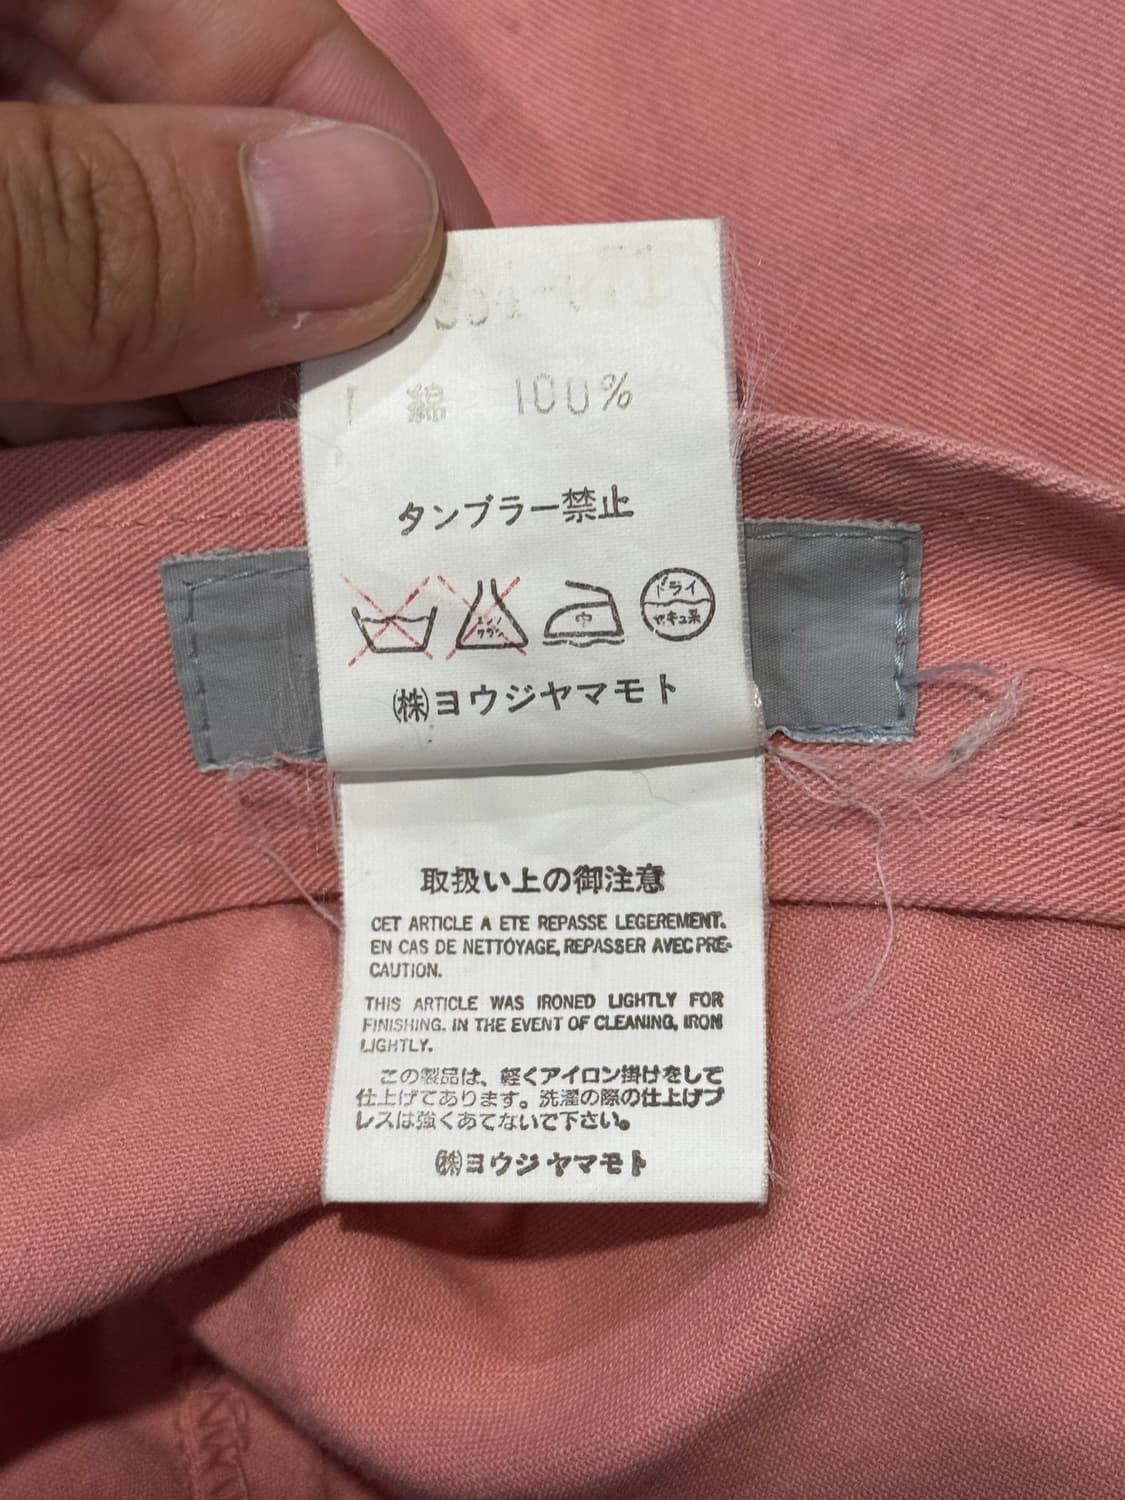 綿 100%
タンブラー禁止
中
ドライ
セキユ系
㈱ヨウジヤマモト
取扱い上の御注意
CET ARTICLE A ETE REPASSE LEGEREMENT.
EN CAS DE NETTOYAGE, REPASSER AVEC PRE-
CAUTION.
THIS ARTICLE WAS IRONED LIGHTLY FOR
FINISHING. IN THE EVENT OF CLEANING, IRON
LIGHTLY.
この製品は、軽くアイロン掛けをして
仕上げてあります。洗濯の際の仕上げプ
レスは強くあてないで下さい。
㈱ヨウジヤマモト